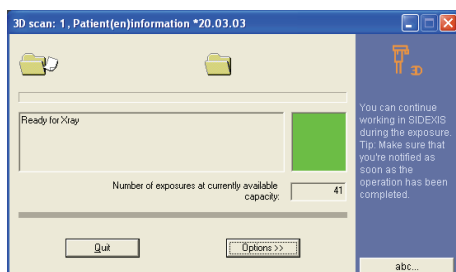 3D scan: 1, Patient(en)information *20.03.03
3D
Ready for Xray
Number of exposures at currently available
capacity:
41
Quit
Options >>
You can continue
working in SIDEXIS
during the exposure.
Tip: Make sure that
you're notified as
soon as the
operation has been
completed.
abc...